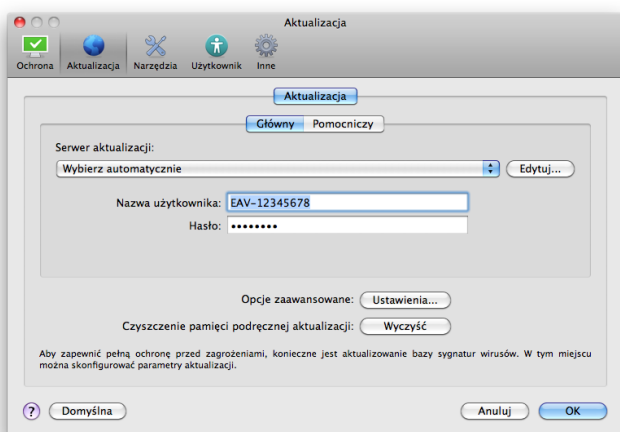 Aktualizacja
Ochrona Aktualizacja Narzędzia Użytkownik Inne
Aktualizacja
Główny Pomocniczy
Serwer aktualizacji:
Wybierz automatycznie Edytuj...
Nazwa użytkownika: EAV-12345678
Hasło: ••••••••
Opcje zaawansowane: Ustawienia...
Czyszczenie pamięci podręcznej aktualizacji: Wyczyść
Aby zapewnić pełną ochronę przed zagrożeniami, konieczne jest aktualizowanie bazy sygnatur wirusów. W tym miejscu
można skonfigurować parametry aktualizacji.
? Domyślna Anuluj OK